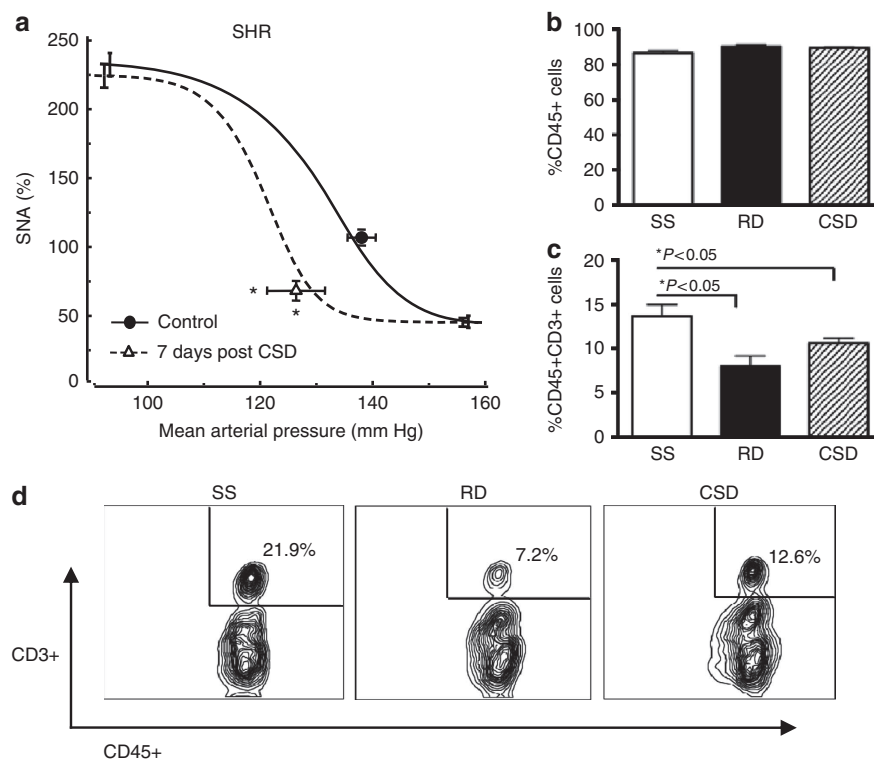 a
SHR
250
200
150
100
50
0
SNA (%)
*
*
Control
7 days post CSD
100 120 140 160
Mean arterial pressure (mm Hg)
b
100
80
60
40
20
0
%CD45+ cells
SS RD CSD
c
20
15
10
5
0
%CD45+CD3+ cells
*P<0.05
*P<0.05
SS RD CSD
d
SS RD CSD
21.9% 7.2% 12.6%
CD3+
CD45+